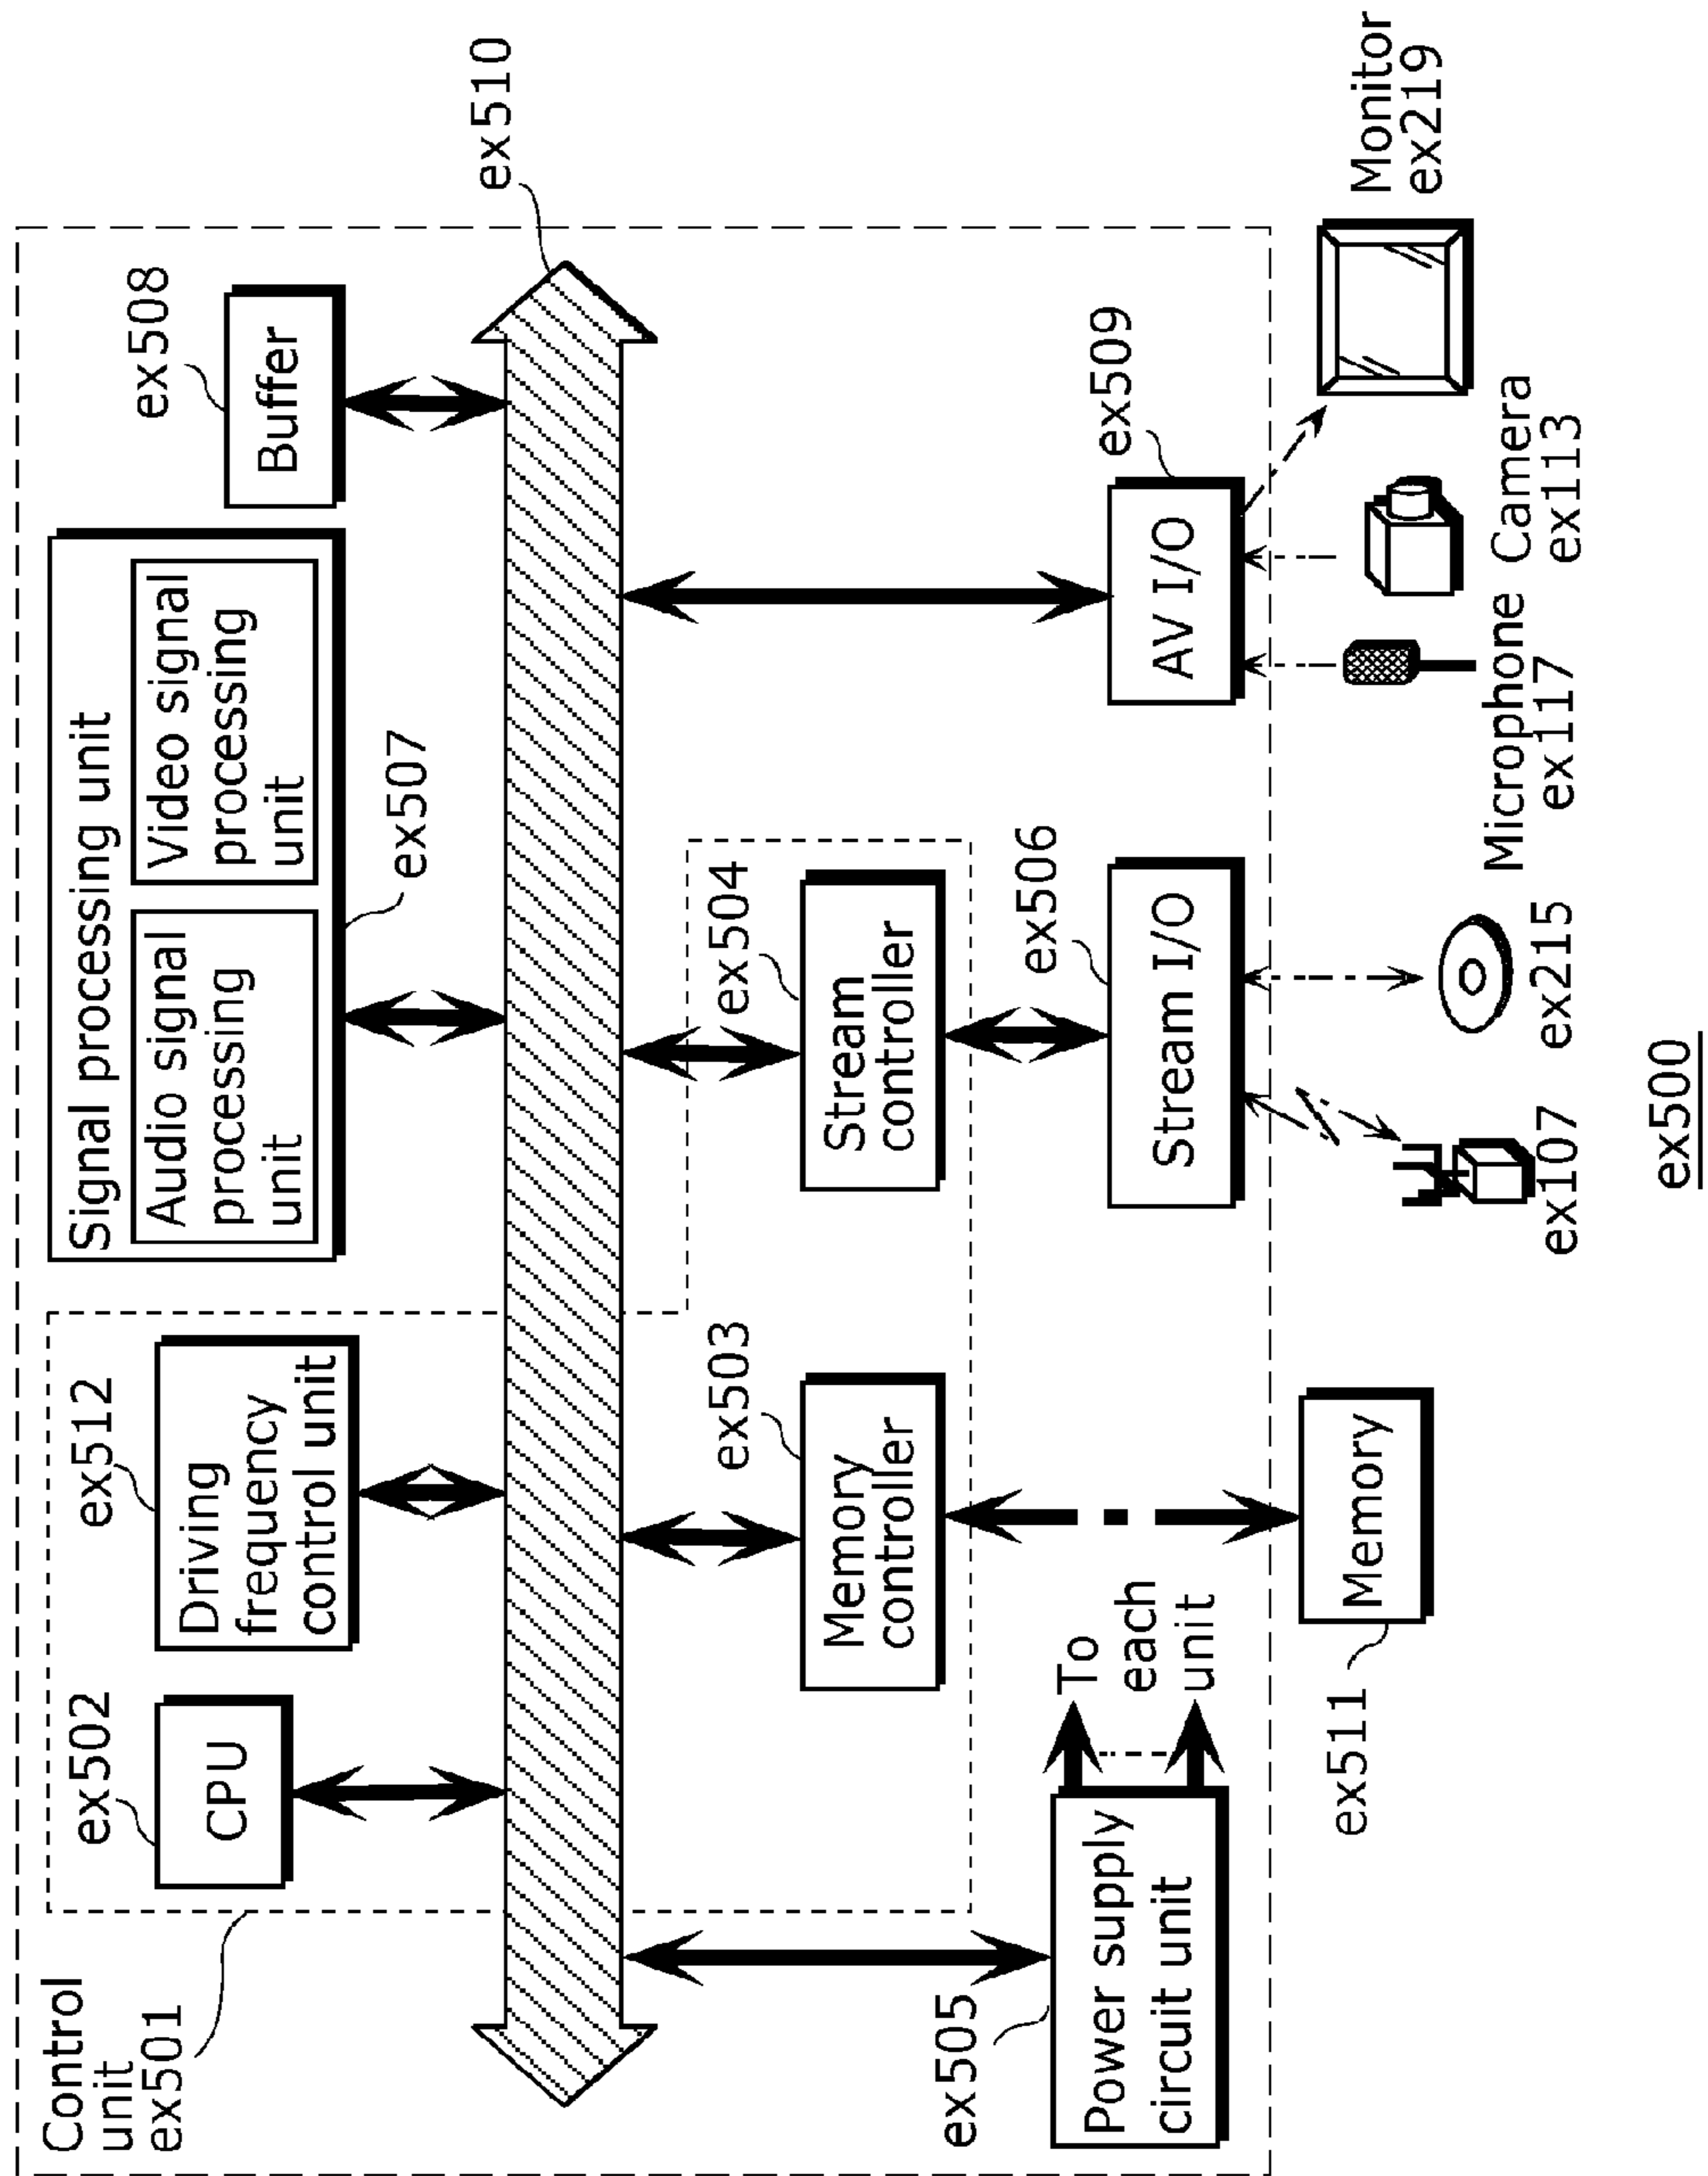 Control
unit
ex501
ex502
CPU
ex512
Driving
frequency
control unit
Signal processing unit
Audio signal
processing
unit
Video signal
processing
unit
ex507
ex508
Buffer
ex510
ex503
Memory
controller
ex504
Stream
controller
ex505
Power supply
circuit unit
To
each
unit
ex506
Stream I/O
ex509
AV I/O
ex511
Memory
ex107
ex215
Microphone
ex117
Camera
ex113
Monitor
ex219
ex500